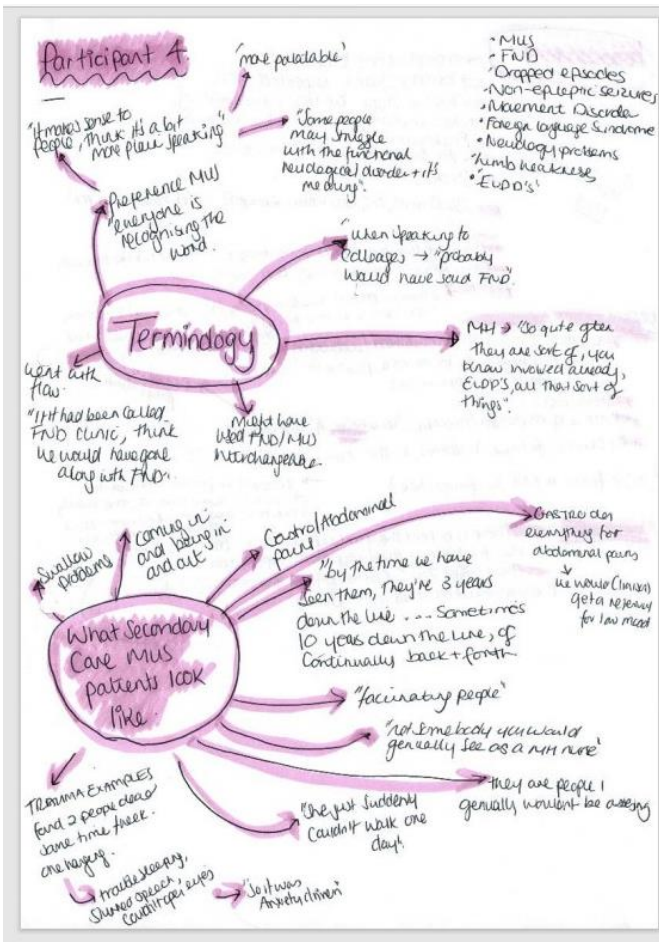 Participant 4.
"more palatable"
"It makes sense to
people, think it's a bit
more plain speaking"
"Some people
may struggle
with the functional
neurological disorder + it's
meaning".
• MUS
• FND
• Dropped episodes
• Non-epileptic seizures
• Movement Disorder
• Foreign language Syndrome
• Neurology problems
• Limb weakness
• "EUPD's"
Preference MUS
"everyone is
recognising the
word"
"when speaking to
colleagues → "probably
would have said FND".
Terminology
MH → "So quite often
they are sort of, you
know involved already,
EUPD's, all that sort of
things".
went with
flow.
"If it had been called
FND clinic, think
we would have gone
along with FND".
Might have
used FND/MUS
interchangeable.
Swallow
problems
coming in
and being in
and out
Gastro/Abdominal
pain
Gastro does
everything for
abdominal pains
↓
we would
get a referral
for low mood
"by the time we have
seen them, they're 3 years
down the line .... Sometimes
10 years down the line, of
continually back + forth
What Secondary
Care MUS
patients look
like.
"fascinating people"
"not somebody you would
generally see as a MH nurse"
they are people I
generally wouldn't be assessing
"she just suddenly
couldn't walk one
day".
TRAUMA EXAMPLES
Found 2 people dead
same time
one hanging.
trouble sleeping,
slurred speech,
couldn't open eyes
"So it was
Anxiety driven"